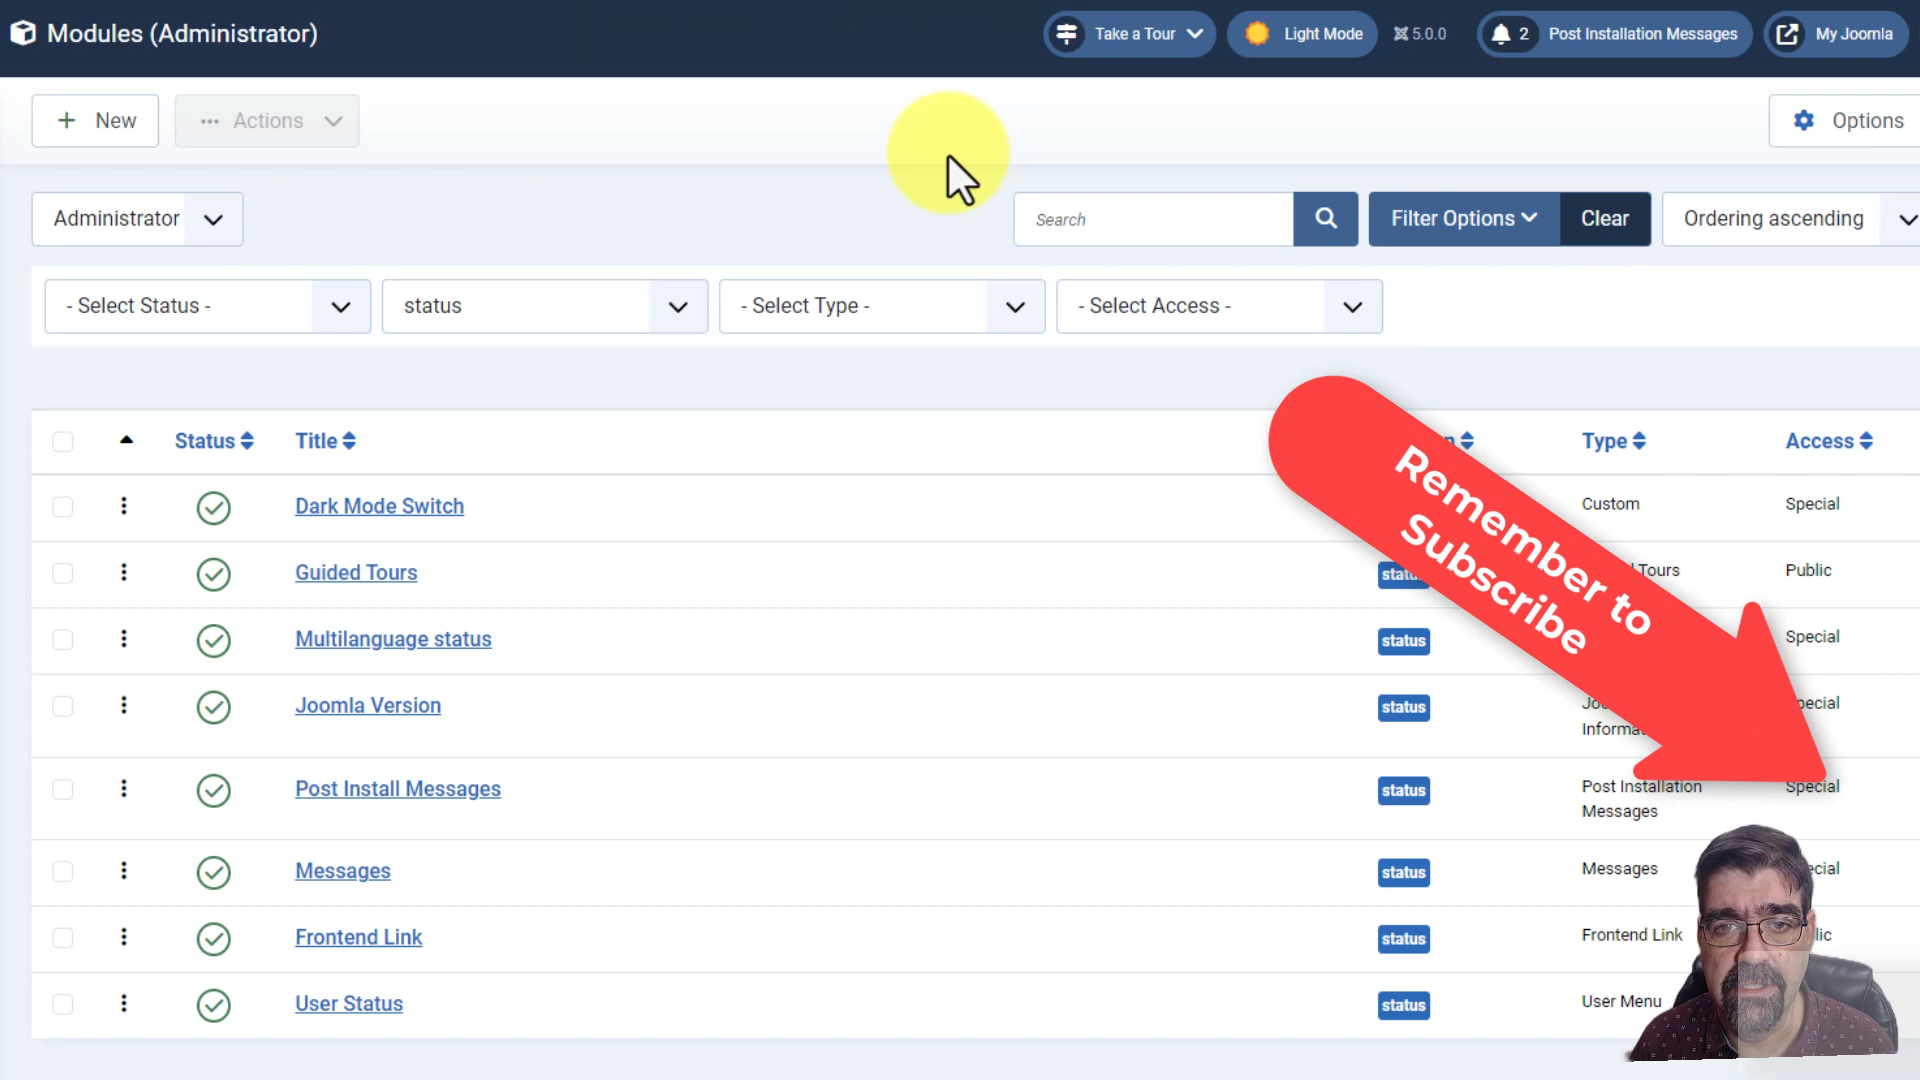 Modules (Administrator)
Take a Tour
Light Mode
5.0.0
2
Post Installation Messages
My Joomla
New
Actions
Options
Administrator
Search
Filter Options
Clear
Ordering ascending
- Select Status -
status
- Select Type -
- Select Access -
Status
Title
Type
Access
Dark Mode Switch
Custom
Special
Guided Tours
Tours
Public
Multilanguage status
status
Special
Joomla Version
status
Post Install Messages
status
Post Installation
Messages
Special
Messages
status
Messages
Frontend Link
status
Frontend Link
User Status
status
User Menu
Remember to
Subscribe